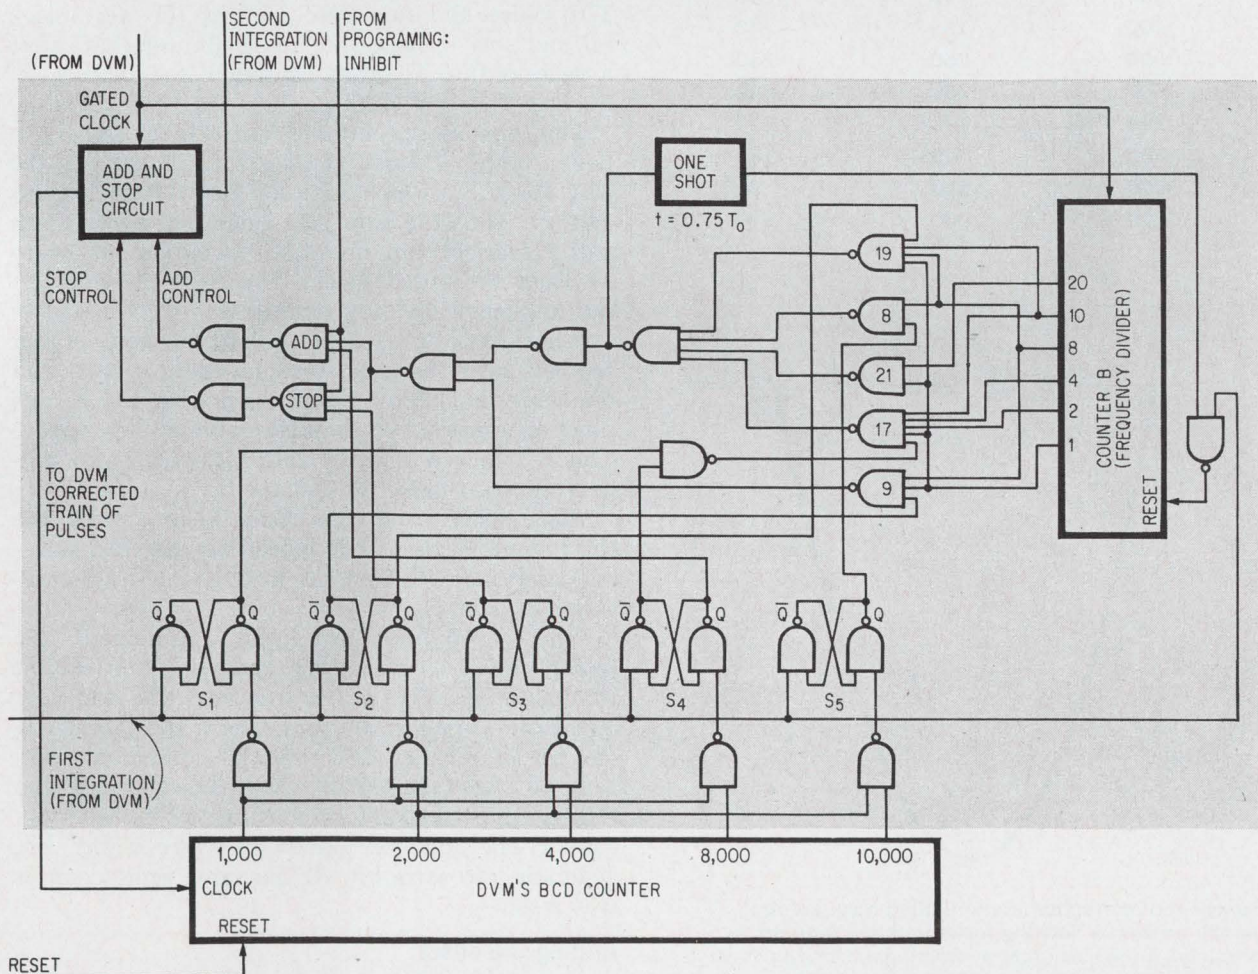 (FROM DVM)
SECOND
INTEGRATION
(FROM DVM)
FROM
PROGRAMING:
INHIBIT
GATED
CLOCK
ADD AND
STOP
CIRCUIT
ONE
SHOT
t = 0.75 T₀
STOP
CONTROL
ADD
CONTROL
ADD
STOP
19
8
21
17
9
20
10
8
4
2
1
COUNTER B
(FREQUENCY DIVIDER)
RESET
TO DVM
CORRECTED
TRAIN OF
PULSES
Q̅ Q Q̅ Q Q̅ Q Q̅ Q Q̅ Q
S₁ S₂ S₃ S₄ S₅
FIRST
INTEGRATION
(FROM DVM)
1,000 2,000 4,000 8,000 10,000
CLOCK
DVM'S BCD COUNTER
RESET
RESET